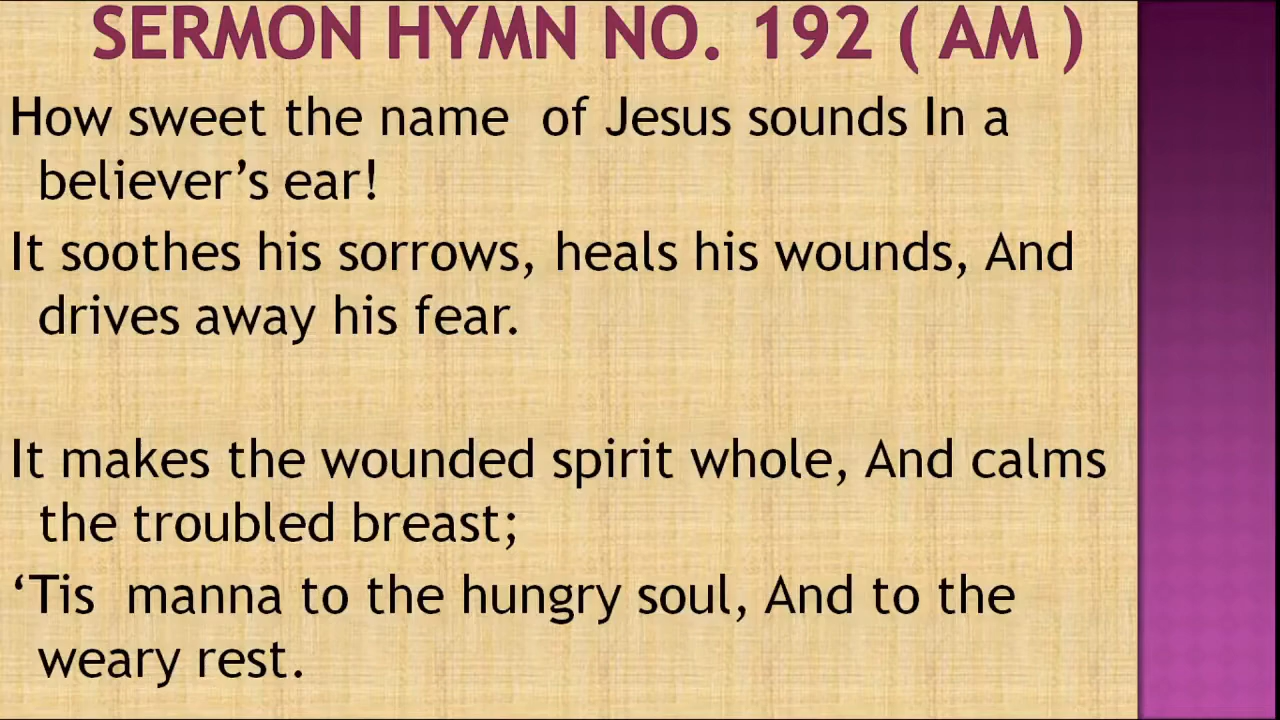 SERMON HYMN NO. 192 ( AM )
How sweet the name  of Jesus sounds In a
believer’s ear!
It soothes his sorrows, heals his wounds, And
drives away his fear.
It makes the wounded spirit whole, And calms
the troubled breast;
‘Tis  manna to the hungry soul, And to the
weary rest.